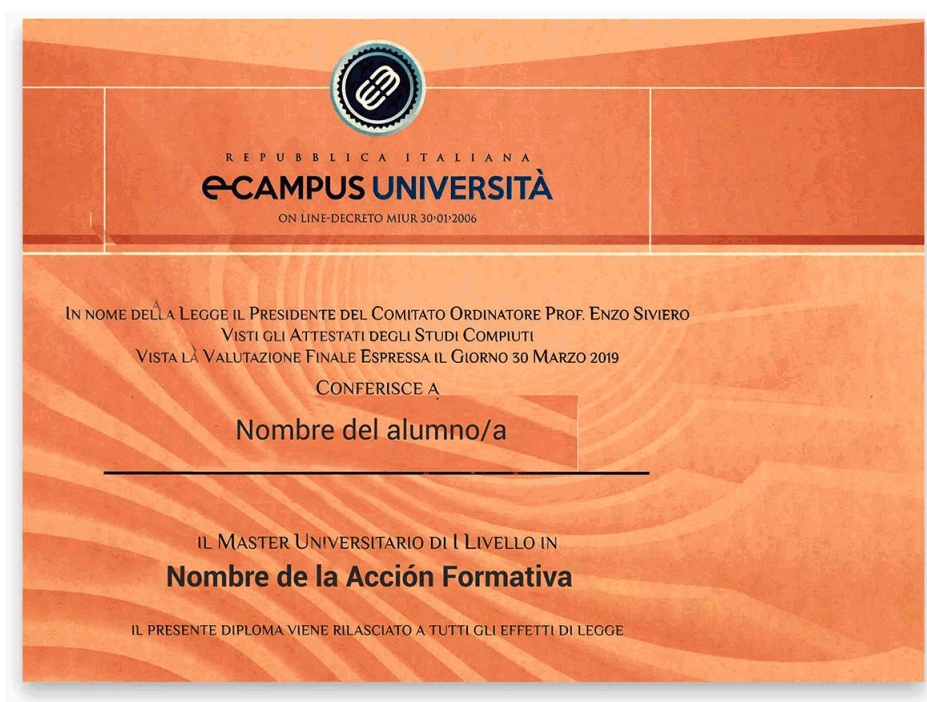 REPUBBLICA ITALIANA
e-CAMPUS UNIVERSITÀ
ON LINE-DECRETO MIUR 30›01›2006
IN NOME DELLA LEGGE IL PRESIDENTE DEL COMITATO ORDINATORE PROF. ENZO SIVIERO
VISTI GLI ATTESTATI DEGLI STUDI COMPIUTI
VISTA LA VALUTAZIONE FINALE ESPRESSA IL GIORNO 30 MARZO 2019
CONFERISCE A
Nombre del alumno/a
IL MASTER UNIVERSITARIO DI I LIVELLO IN
Nombre de la Acción Formativa
IL PRESENTE DIPLOMA VIENE RILASCIATO A TUTTI GLI EFFETTI DI LEGGE